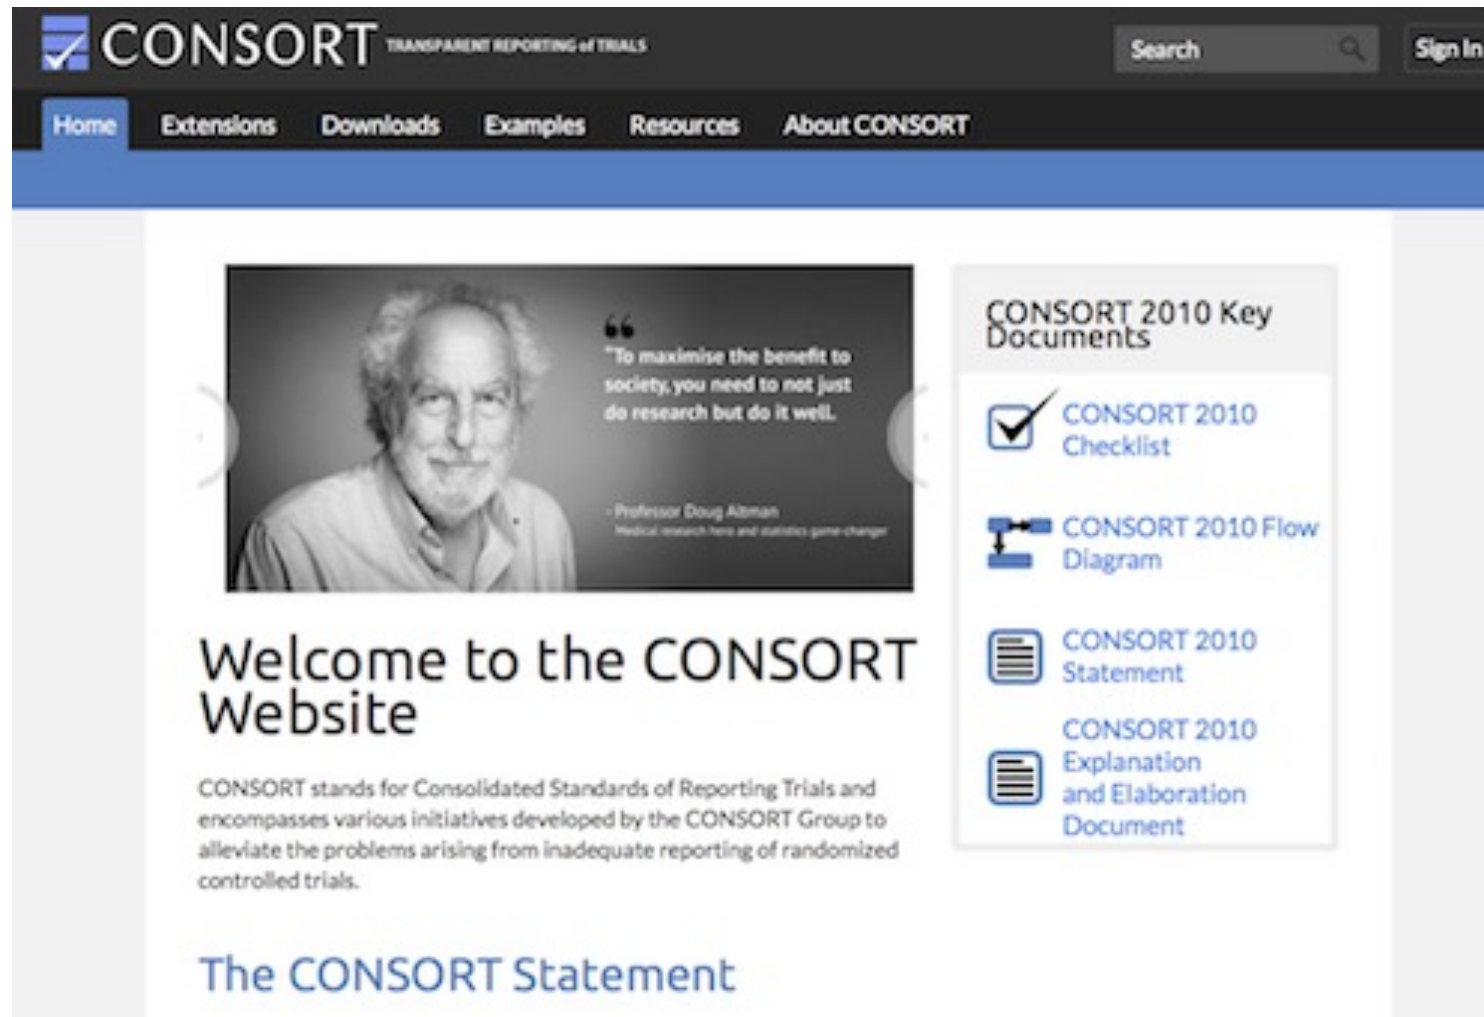 CONSORT TRANSPARENT REPORTING of TRIALS
Search
Sign In
Home Extensions Downloads Examples Resources About CONSORT
“
"To maximise the benefit to
society, you need to not just
do research but do it well.
- Professor Doug Altman
Medical research hero and statistics game-changer
Welcome to the CONSORT
Website
CONSORT stands for Consolidated Standards of Reporting Trials and
encompasses various initiatives developed by the CONSORT Group to
alleviate the problems arising from inadequate reporting of randomized
controlled trials.
The CONSORT Statement
CONSORT 2010 Key
Documents
CONSORT 2010
Checklist
CONSORT 2010 Flow
Diagram
CONSORT 2010
Statement
CONSORT 2010
Explanation
and Elaboration
Document